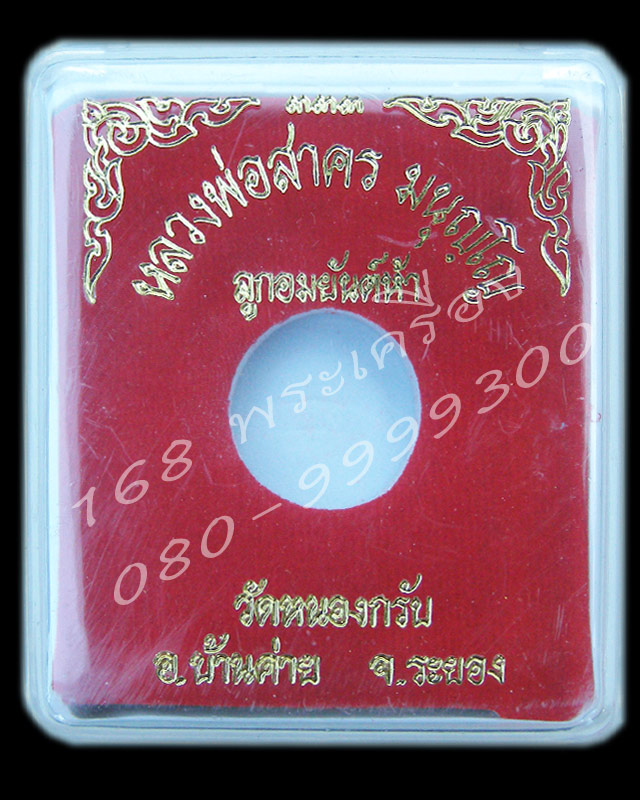 หลวงพ่อสาคร มนุญฺโญ
ลูกอมยันต์ห้า
168 พระเครื่อง
080-9999300
วัดหนองกรับ
อ.บ้านค่าย จ.ระยอง